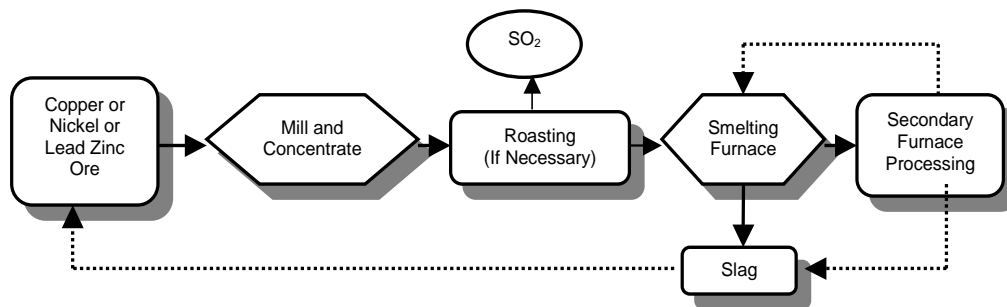 SO₂
Copper or
Nickel or
Lead Zinc
Ore
Mill and
Concentrate
Roasting
(If Necessary)
Smelting
Furnace
Secondary
Furnace
Processing
Slag